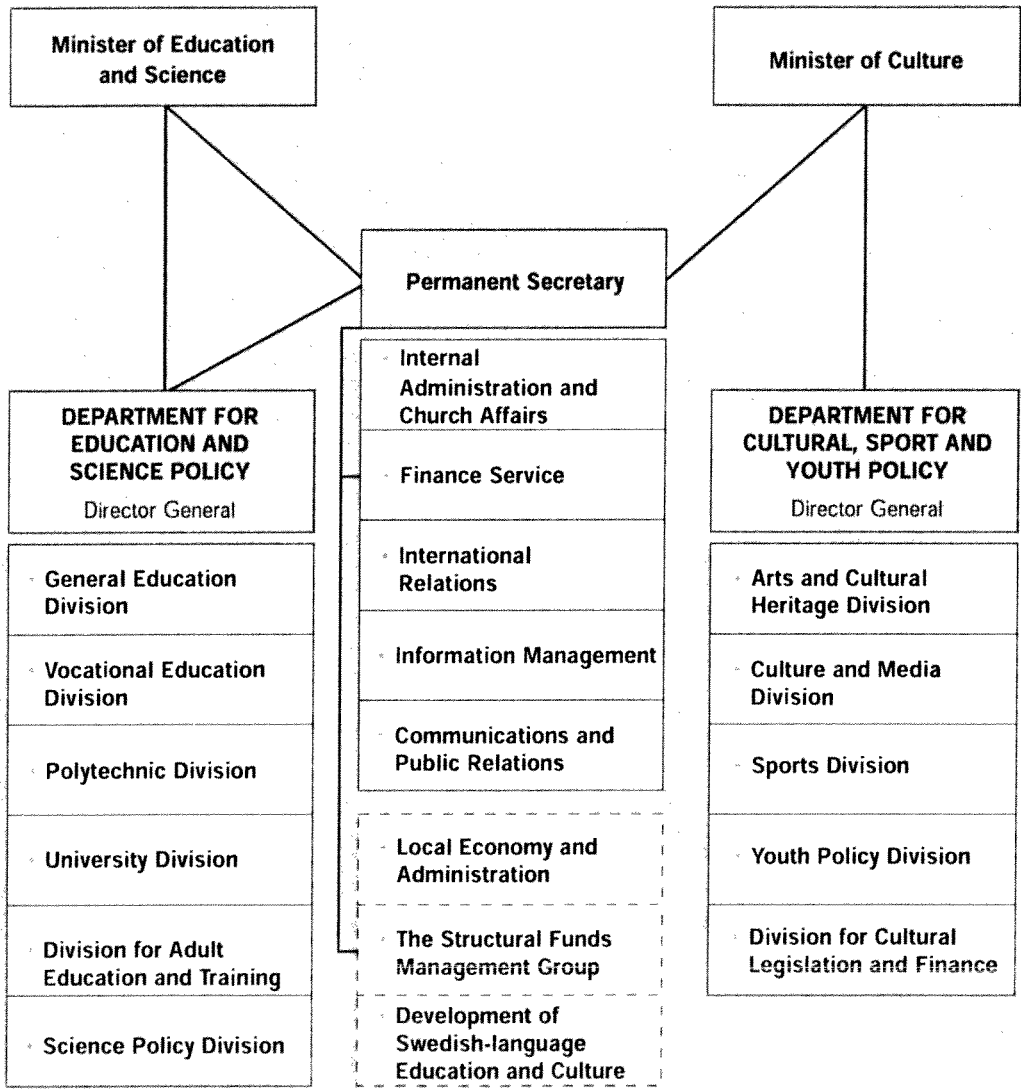 Minister of Education
and Science
Minister of Culture
Permanent Secretary
Internal
Administration and
Church Affairs
Finance Service
International
Relations
Information Management
Communications and
Public Relations
Local Economy and
Administration
The Structural Funds
Management Group
Development of
Swedish-language
Education and Culture
DEPARTMENT FOR
EDUCATION AND
SCIENCE POLICY
Director General
General Education
Division
Vocational Education
Division
Polytechnic Division
University Division
Division for Adult
Education and Training
Science Policy Division
DEPARTMENT FOR
CULTURAL, SPORT AND
YOUTH POLICY
Director General
Arts and Cultural
Heritage Division
Culture and Media
Division
Sports Division
Youth Policy Division
Division for Cultural
Legislation and Finance